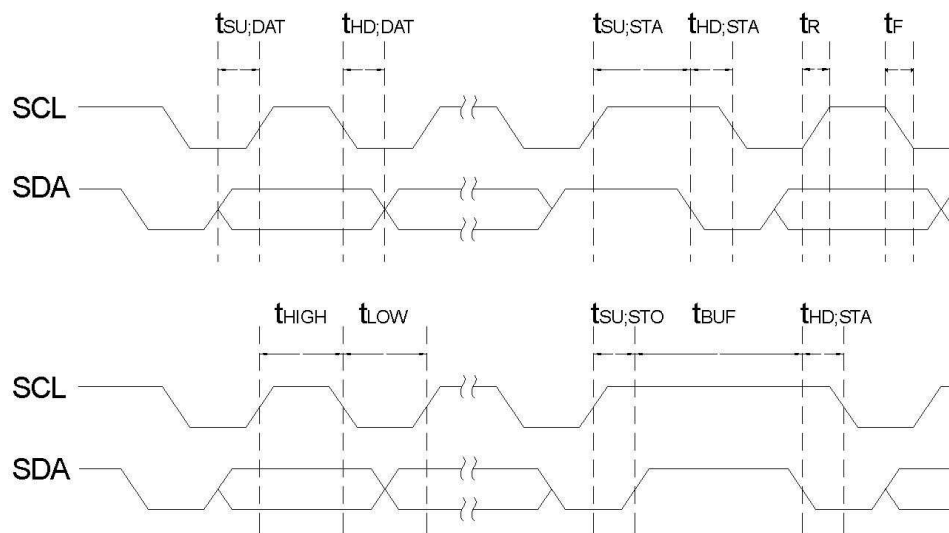 tSU;DAT tHD;DAT tSU;STA tHD;STA tR tF
SCL
SDA
tHIGH tLOW tSU;STO tBUF tHD;STA
SCL
SDA